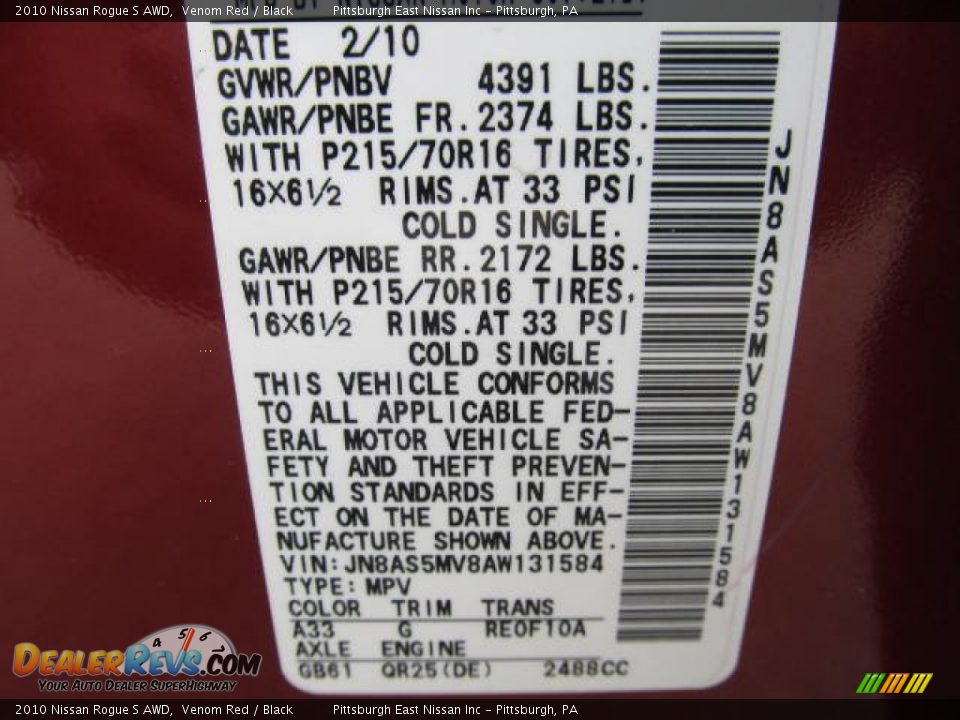 2010 Nissan Rogue S AWD, Venom Red / Black Pittsburgh East Nissan Inc - Pittsburgh, PA
DATE 2/10
GVWR/PNBV 4391 LBS.
GAWR/PNBE FR. 2374 LBS.
WITH P215/70R16 TIRES,
16X6½ RIMS. AT 33 PSI
COLD SINGLE.
GAWR/PNBE RR. 2172 LBS.
WITH P215/70R16 TIRES,
16X6½ RIMS. AT 33 PSI
COLD SINGLE.
THIS VEHICLE CONFORMS
TO ALL APPLICABLE FED-
ERAL MOTOR VEHICLE SA-
FETY AND THEFT PREVEN-
TION STANDARDS IN EFF-
ECT ON THE DATE OF MA-
NUFACTURE SHOWN ABOVE.
VIN: JN8AS5MV8AW131584
TYPE: MPV
COLOR TRIM TRANS
A33 G RE0F10A
AXLE ENGINE
GB61 QR25(DE) 2488CC
JN8AS5MV8AW131584
4 5 6
DEALERREVS.COM
YOUR AUTO DEALER SUPERHIGHWAY
2010 Nissan Rogue S AWD, Venom Red / Black Pittsburgh East Nissan Inc - Pittsburgh, PA